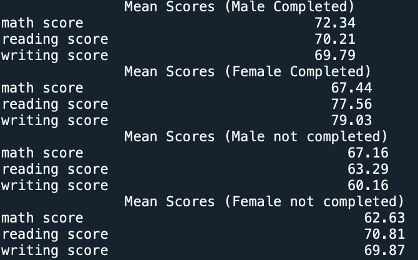 Mean Scores (Male Completed)
math score 72.34
reading score 70.21
writing score 69.79
Mean Scores (Female Completed)
math score 67.44
reading score 77.56
writing score 79.03
Mean Scores (Male not completed)
math score 67.16
reading score 63.29
writing score 60.16
Mean Scores (Female not completed)
math score 62.63
reading score 70.81
writing score 69.87